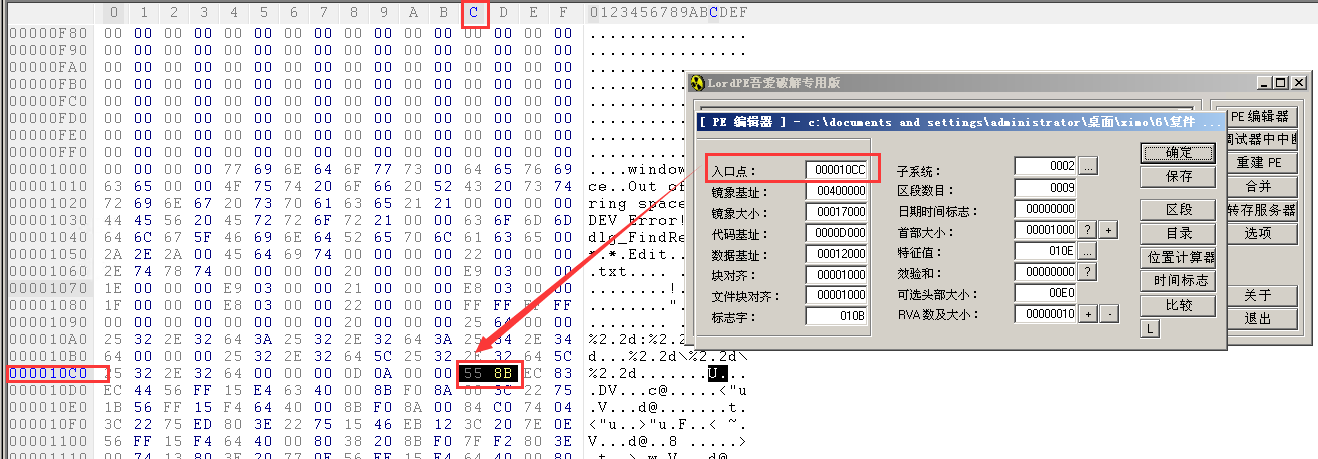 0 1 2 3 4 5 6 7 8 9 A B C D E F 0123456789ABCDEF
00000F80 00 00 00 00 00 00 00 00 00 00 00 00 00 00 00 00 ................
00000F90 00 00 00 00 00 00 00 00 00 00 00 00 00 00 00 00 ................
00000FA0 00 00 00 00 00 00 00 00 00 00 00 00 00 00 00 00
00000FB0 00 00 00 00 00 00 00 00 00 00 00 00 00 00 00 00
00000FC0 00 00 00 00 00 00 00 00 00 00 00 00 00 00 00 00
00000FD0 00 00 00 00 00 00 00 00 00 00 00 00 00 00 00 00
00000FE0 00 00 00 00 00 00 00 00 00 00 00 00 00 00 00 00
00000FF0 00 00 00 00 00 00 00 00 00 00 00 00 00 00 00 00
00001000 00 00 00 00 77 69 6E 64 6F 77 73 00 64 65 76 69 ....window
00001010 63 65 00 00 4F 75 74 20 6F 66 20 52 43 20 73 74 ce..Out of
00001020 72 69 6E 67 20 73 70 61 63 65 21 21 00 00 00 00 ring space
00001030 44 45 56 20 45 72 72 6F 72 21 00 00 63 6F 6D 6D DEV Error!
00001040 64 6C 67 5F 46 69 6E 64 52 65 70 6C 61 63 65 00 dlg_FindRe
00001050 2A 2E 2A 00 45 64 69 74 00 00 00 00 22 00 00 00 *.*.Edit..
00001060 2E 74 78 74 00 00 00 00 00 00 00 00 E9 03 00 00 .txt....
00001070 1E 00 00 00 E9 03 00 00 21 00 00 00 E8 03 00 00 ........!.
00001080 1F 00 00 00 E8 03 00 00 22 00 00 00 FF FF FF FF ........".
00001090 00 00 00 00 00 00 00 00 20 00 00 00 25 64 00 00
000010A0 25 32 2E 32 64 3A 25 32 2E 32 64 3A 25 34 2E 34 %2.2d:%2.
000010B0 64 00 00 00 25 32 2E 32 64 5C 25 32 2E 32 64 5C d...%2.2d\%2.2d\
000010C0 25 32 2E 32 64 00 00 00 0D 0A 00 00 55 8B EC 83 %2.2d.......U...
000010D0 EC 44 56 FF 15 E4 63 40 00 8B F0 8A 00 3C 22 75 .DV...c@.....<"u
000010E0 1B 56 FF 15 F4 64 40 00 8B F0 8A 00 84 C0 74 04 .V...d@.......t.
000010F0 3C 22 75 ED 80 3E 22 75 15 46 EB 12 3C 20 7E 0E <"u..>"u.F..< ~.
00001100 56 FF 15 F4 64 40 00 80 38 20 8B F0 7F F2 80 3E V...d@..8 .....>
LordPE吾爱破解专用版
[ PE 编辑器 ] - c:\documents and settings\administrator\桌面\ximo\6\复件 ...
入口点： 000010CC
镜象基址： 00400000
镜象大小： 00017000
代码基址： 0000D000
数据基址： 00012000
块对齐： 00001000
文件块对齐： 00001000
标志字： 010B
子系统： 0002 ...
区段数目： 0009
日期时间标志： 00000000
首部大小： 00001000 ? +
特征值： 010E ...
效验和： 00000000 ?
可选头部大小： 00E0
RVA 数及大小： 00000010 + -
确定
保存
区段
目录
位置计算器
时间标志
比较
L
PE 编辑器
调试器中中断
重建 PE
合并
转存服务器
选项
关于
退出